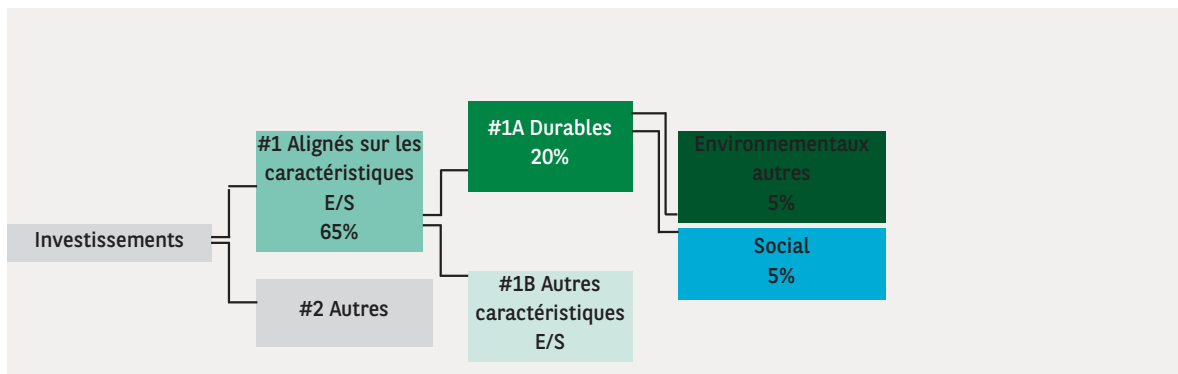 Investissements
#1 Alignés sur les
caractéristiques
E/S
65%
#2 Autres
#1A Durables
20%
#1B Autres
caractéristiques
E/S
Environnementaux
autres
5%
Social
5%